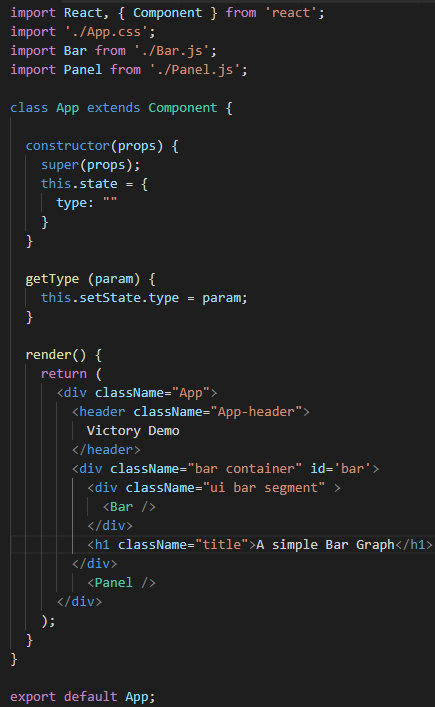 import React, { Component } from 'react';
import './App.css';
import Bar from './Bar.js';
import Panel from './Panel.js';

class App extends Component {

  constructor(props) {
    super(props);
    this.state = {
      type: ""
    }
  }

  getType (param) {
    this.setState.type = param;
  }

  render() {
    return (
      <div className="App">
        <header className="App-header">
          Victory Demo
        </header>
        <div className="bar container" id='bar'>
          <div className="ui bar segment" >
            <Bar />
          </div>
          <h1 className="title">A simple Bar Graph</h1>
        </div>
          <Panel />
      </div>
    );
  }
}

export default App;